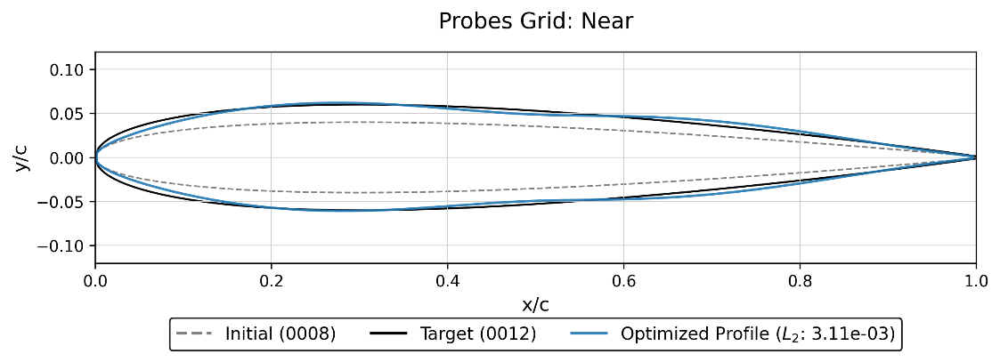 Probes Grid: Near
y/c
0.10
0.05
0.00
−0.05
−0.10
0.0 0.2 0.4 0.6 0.8 1.0
x/c
Initial (0008) Target (0012) Optimized Profile (L₂: 3.11e-03)